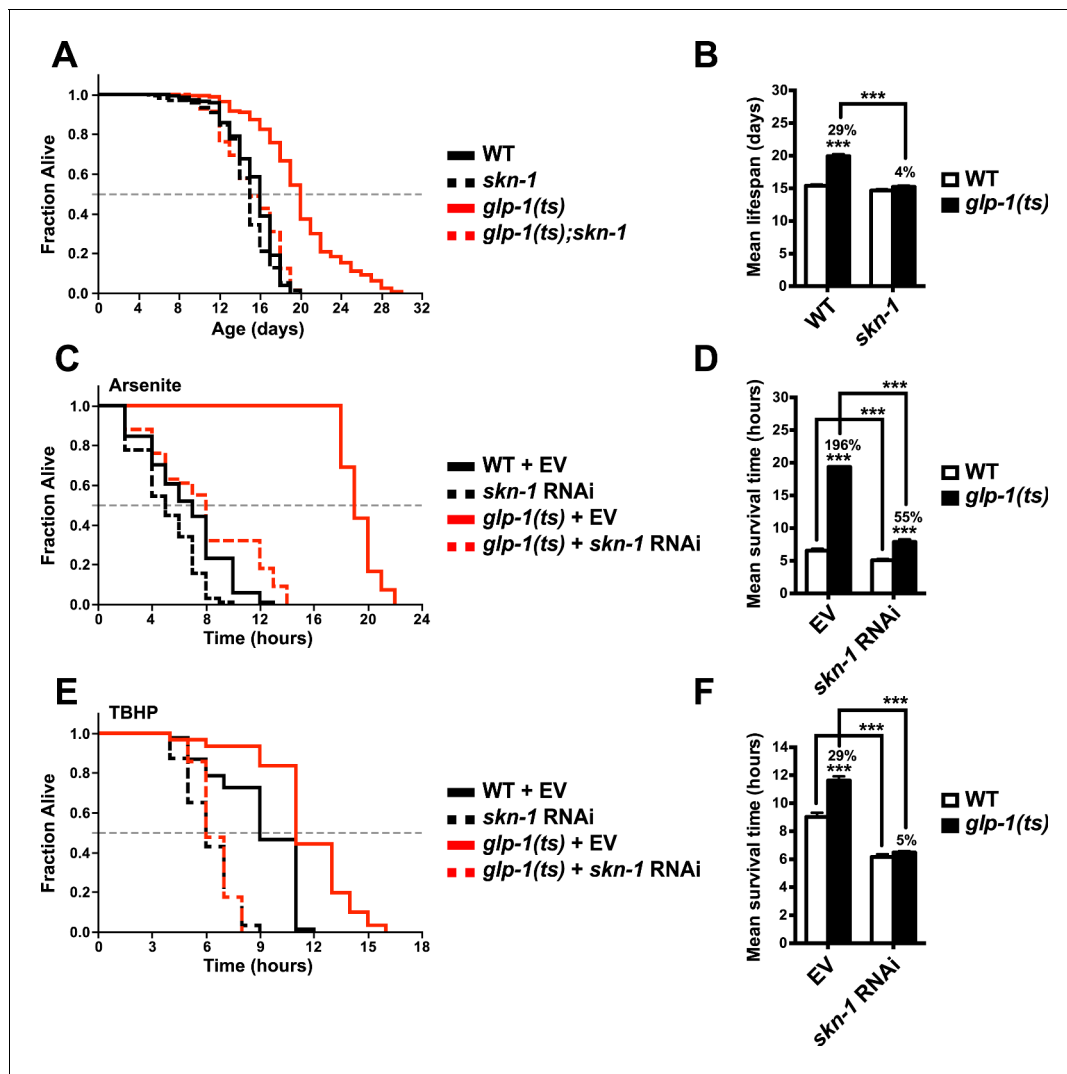 A
Fraction Alive
1.0
0.8
0.6
0.4
0.2
0.0
0 4 8 12 16 20 24 28 32
Age (days)
WT
skn-1
glp-1(ts)
glp-1(ts);skn-1
B
Mean lifespan (days)
30
25
20
15
10
5
0
***
29%
***
4%
WT
skn-1
WT
glp-1(ts)
C
Arsenite
Fraction Alive
1.0
0.8
0.6
0.4
0.2
0.0
0 4 8 12 16 20 24
Time (hours)
WT + EV
skn-1 RNAi
glp-1(ts) + EV
glp-1(ts) + skn-1 RNAi
D
Mean survival time (hours)
30
25
20
15
10
5
0
***
***
196%
***
55%
***
EV
skn-1 RNAi
WT
glp-1(ts)
E
TBHP
Fraction Alive
1.0
0.8
0.6
0.4
0.2
0.0
0 3 6 9 12 15 18
Time (hours)
WT + EV
skn-1 RNAi
glp-1(ts) + EV
glp-1(ts) + skn-1 RNAi
F
Mean survival time (hours)
14
12
10
8
6
4
2
0
***
***
29%
***
5%
EV
skn-1 RNAi
WT
glp-1(ts)